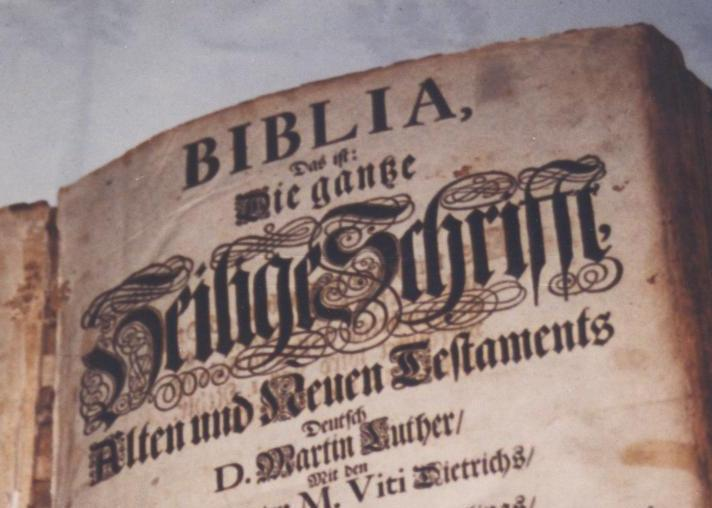 BIBLIA,
Das ist:
Die gantze
Heilige Schrifft,
Alten und Neuen Testaments
Deutsch
D. Martin Luther/
Mit den
M. Viti Dietrichs/